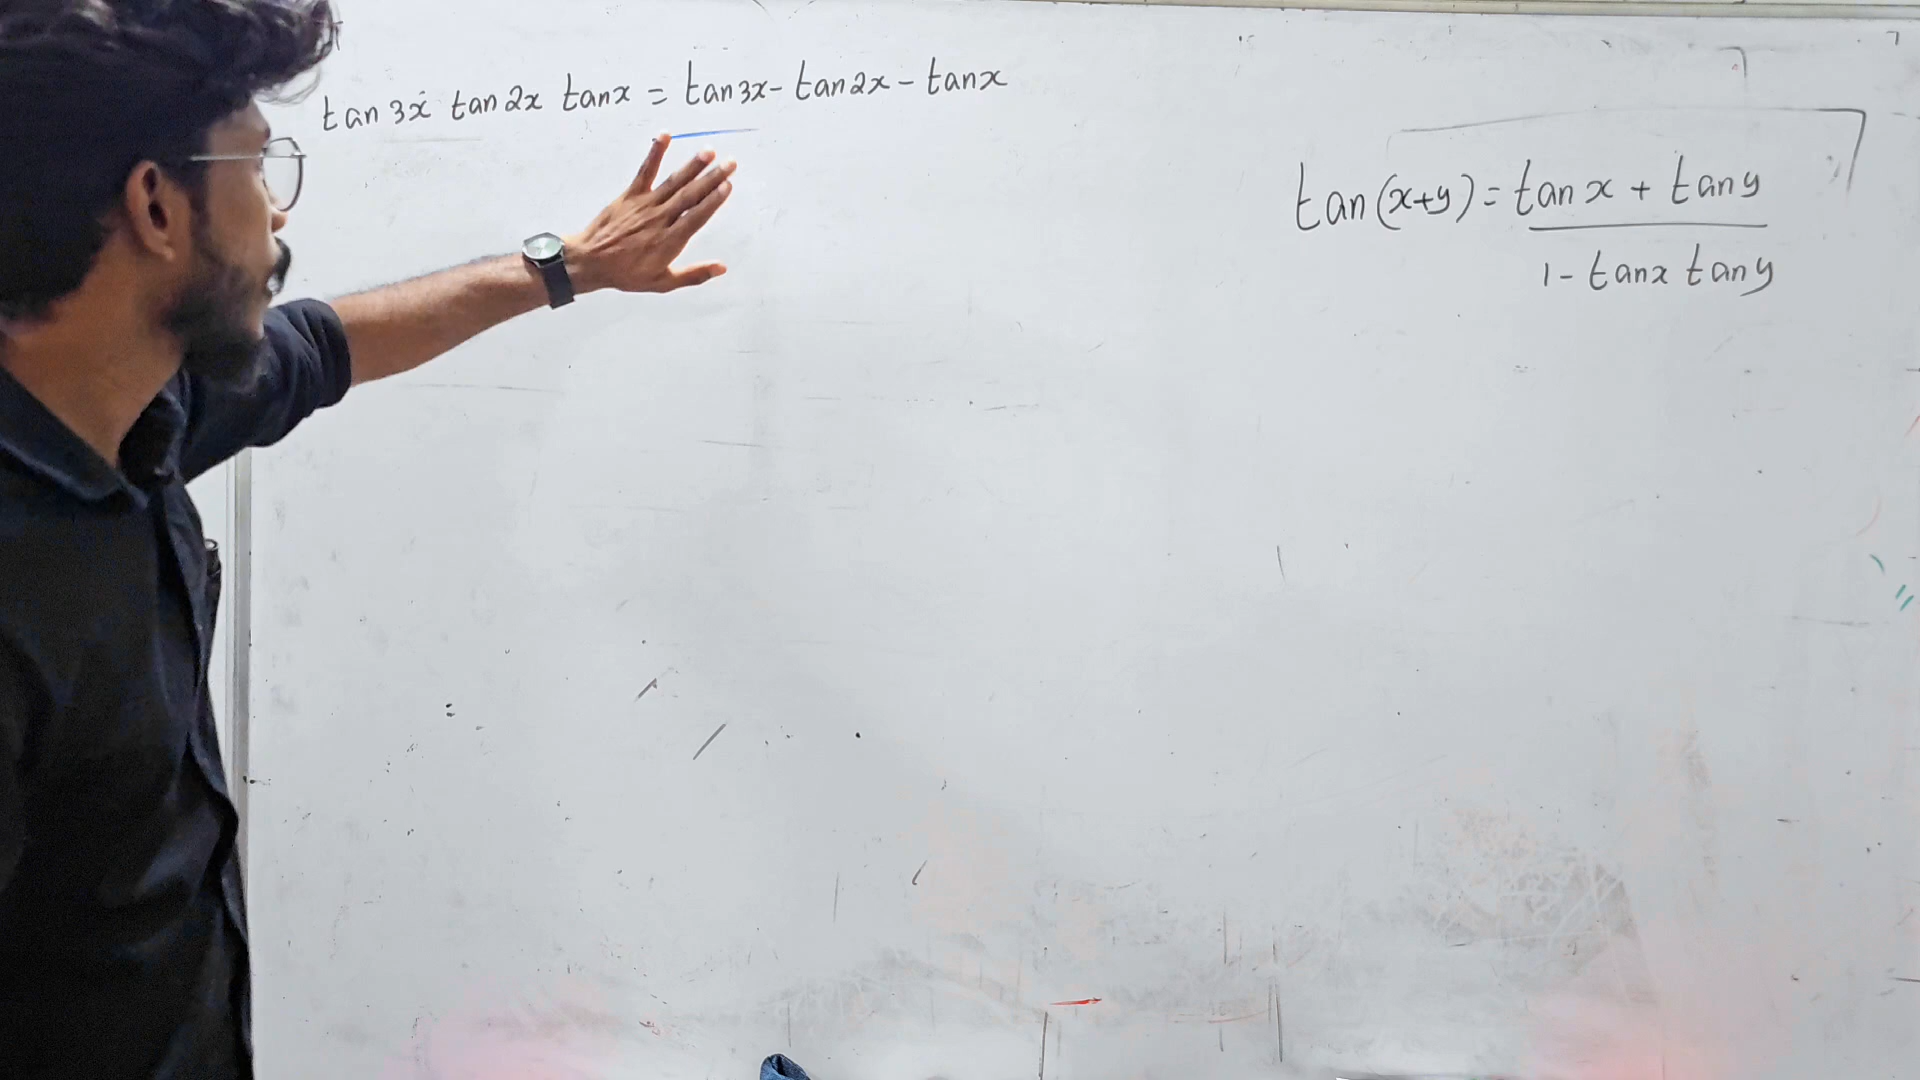 tan 3x tan 2x tan x = tan 3x - tan 2x - tan x
tan (x+y) = tan x + tan y
1 - tan x tan y